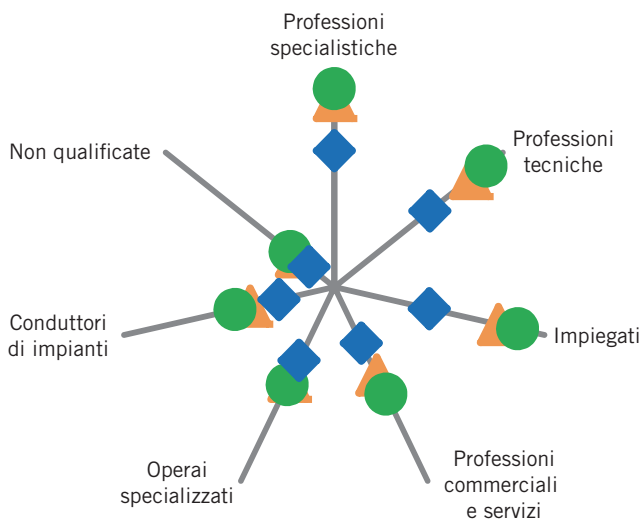 Professioni
specialistiche
Professioni
tecniche
Impiegati
Professioni
commerciali
e servizi
Operai
specializzati
Conduttori
di impianti
Non qualificate